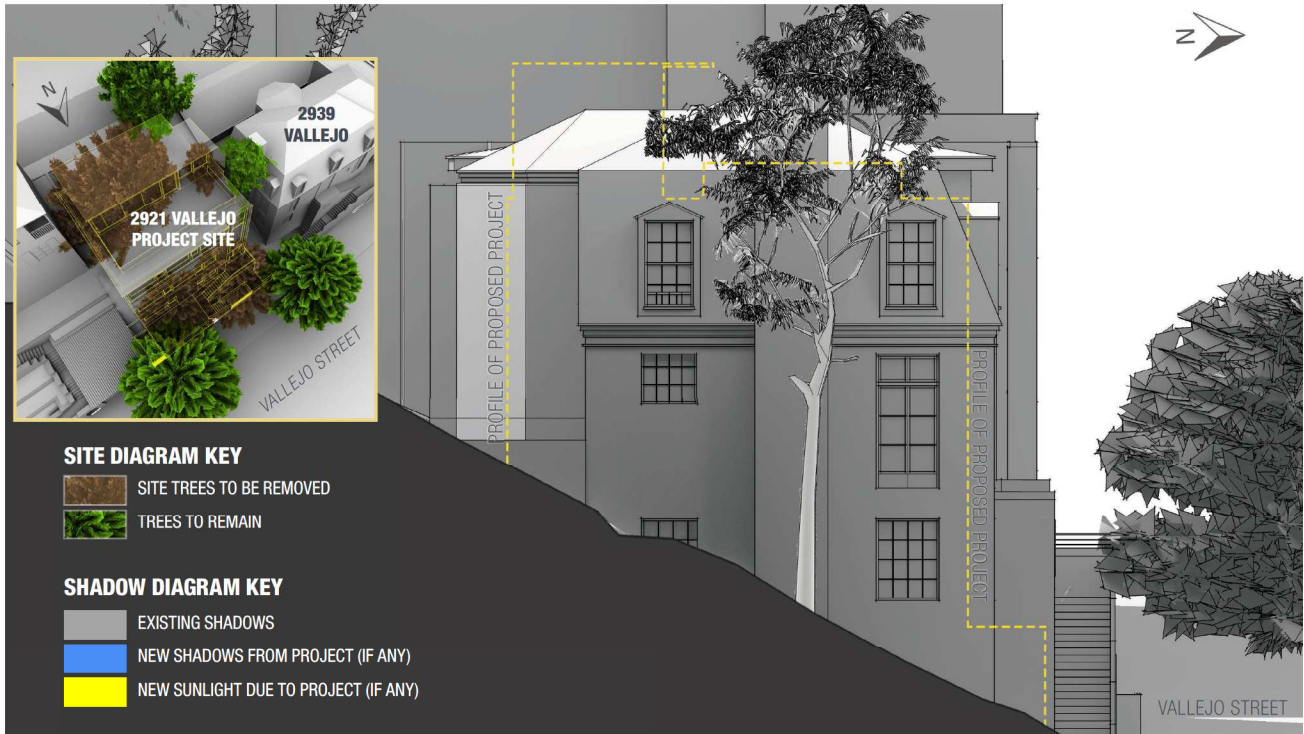 N
2939
VALLEJO
2921 VALLEJO
PROJECT SITE
VALLEJO STREET
N
PROFILE OF PROPOSED PROJECT
PROFILE OF PROPOSED PROJECT
SITE DIAGRAM KEY
SITE TREES TO BE REMOVED
TREES TO REMAIN
SHADOW DIAGRAM KEY
EXISTING SHADOWS
NEW SHADOWS FROM PROJECT (IF ANY)
NEW SUNLIGHT DUE TO PROJECT (IF ANY)
VALLEJO STREET